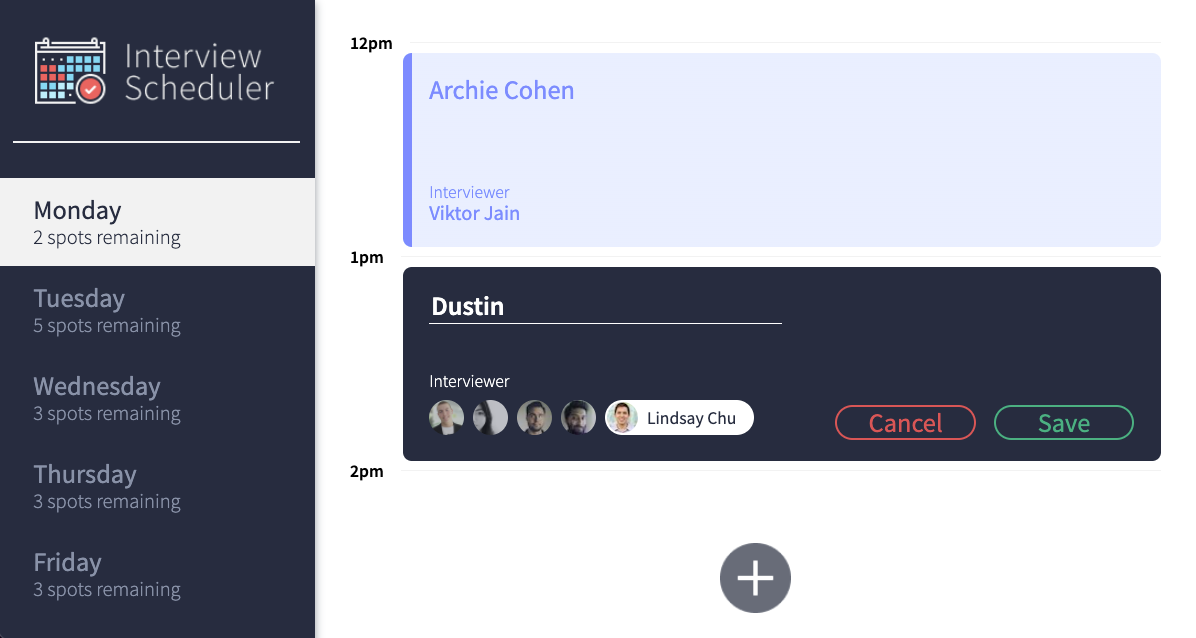 Interview
Scheduler
Monday
2 spots remaining
Tuesday
5 spots remaining
Wednesday
3 spots remaining
Thursday
3 spots remaining
Friday
3 spots remaining
12pm
Archie Cohen
Interviewer
Viktor Jain
1pm
Dustin
Interviewer
Lindsay Chu
Cancel
Save
2pm